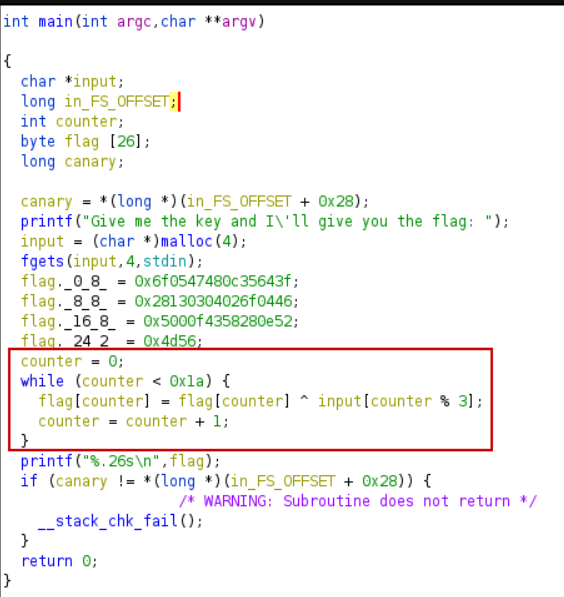 int main(int argc,char **argv)
{
char *input;
long in_FS_OFFSET;
int counter;
byte flag [26];
long canary;
canary = *(long *)(in_FS_OFFSET + 0x28);
printf("Give me the key and I\'ll give you the flag: ");
input = (char *)malloc(4);
fgets(input,4,stdin);
flag._0_8_ = 0x6f0547480c35643f;
flag._8_8_ = 0x28130304026f0446;
flag._16_8_ = 0x5000f4358280e52;
flag._24_2_ = 0x4d56;
counter = 0;
while (counter < 0x1a) {
flag[counter] = flag[counter] ^ input[counter % 3];
counter = counter + 1;
}
printf("%.26s\n",flag);
if (canary != *(long *)(in_FS_OFFSET + 0x28)) {
/* WARNING: Subroutine does not return */
__stack_chk_fail();
}
return 0;
}